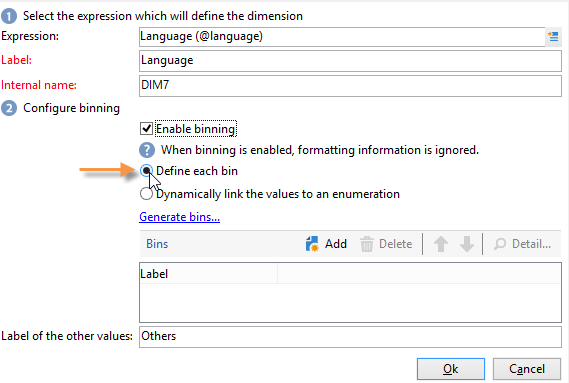 1 Select the expression which will define the dimension
Expression: Language (@language)
Label: Language
Internal name: DIM7
2 Configure binning
Enable binning
? When binning is enabled, formatting information is ignored.
Define each bin
Dynamically link the values to an enumeration
Generate bins...
Bins Add Delete Detail...
Label
Label of the other values: Others
Ok Cancel